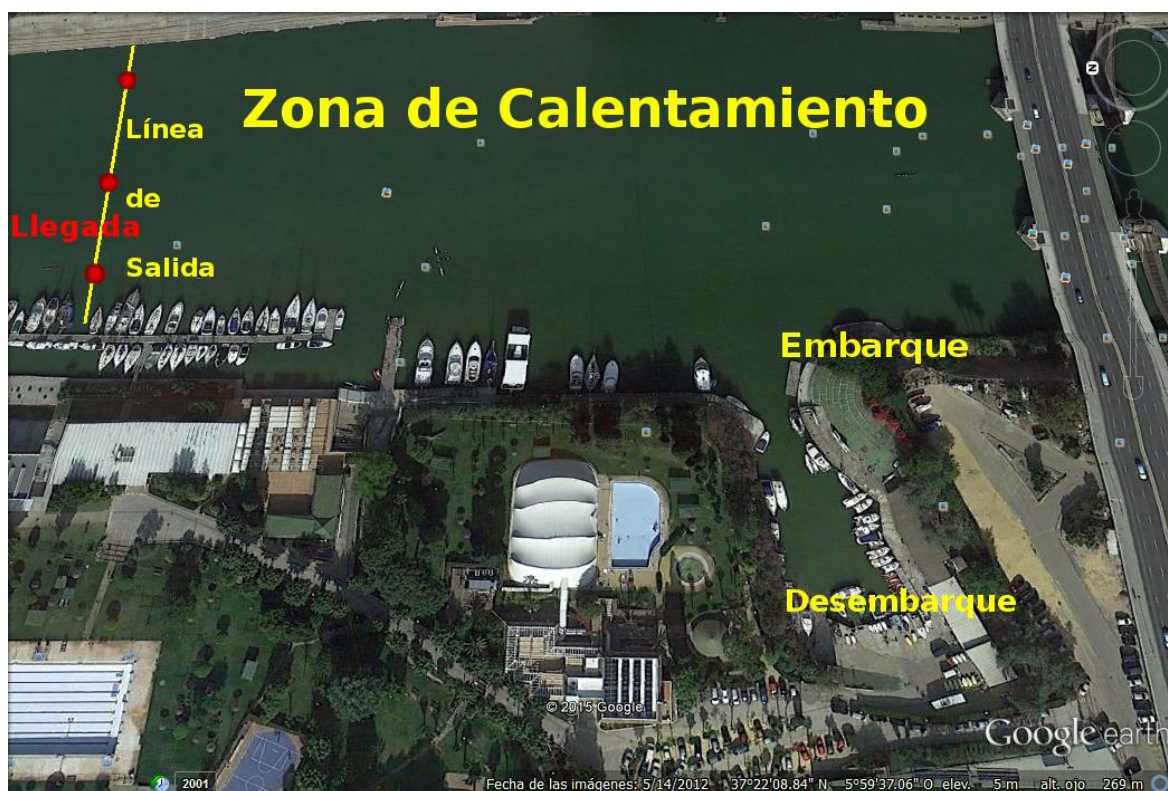 Zona de Calentamiento
Línea
de
Llegada
Salida
Embarque
Desembarque
© 2015 Google
Google earth
2001
Fecha de las imágenes: 5/14/2012 37°22'08.84" N 5°59'37.06" O elev. 5 m alt. ojo 269 m
N